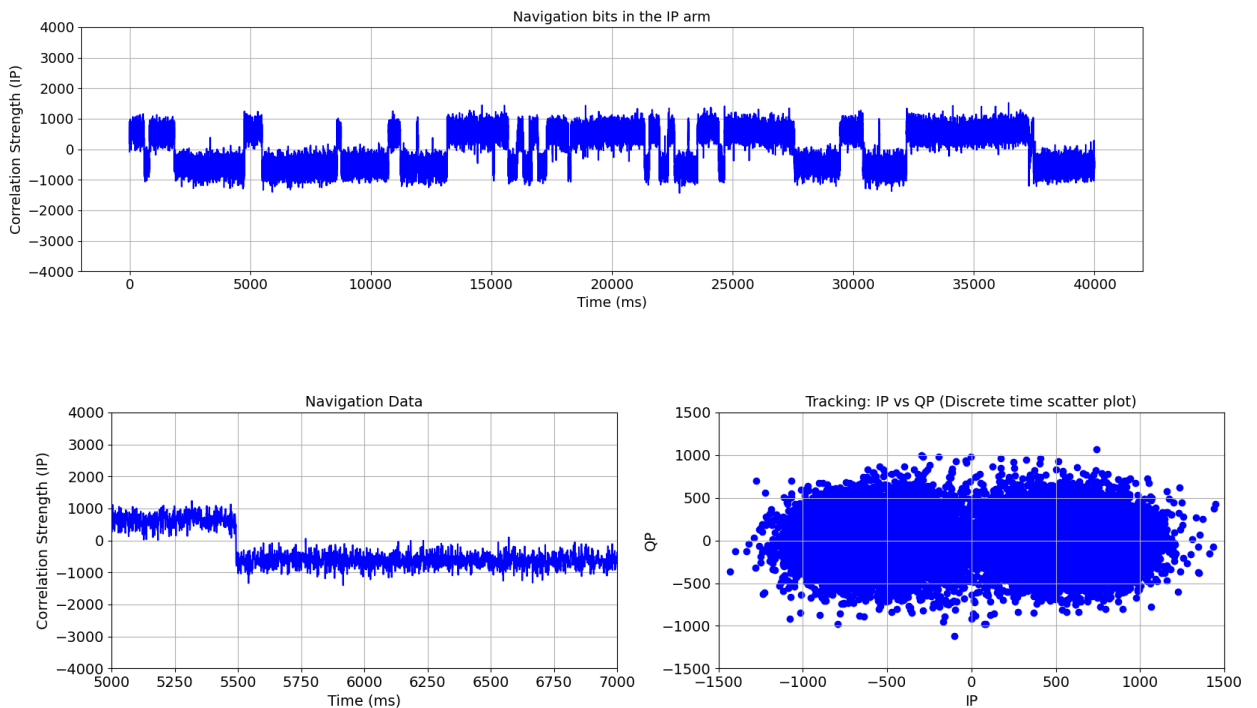 Navigation bits in the IP arm
4000
3000
2000
1000
0
−1000
−2000
−3000
−4000
Correlation Strength (IP)
0 5000 10000 15000 20000 25000 30000 35000 40000
Time (ms)
Navigation Data
4000
3000
2000
1000
0
−1000
−2000
−3000
−4000
Correlation Strength (IP)
5000 5250 5500 5750 6000 6250 6500 6750 7000
Time (ms)
Tracking: IP vs QP (Discrete time scatter plot)
1500
1000
500
0
−500
−1000
−1500
QP
−1500 −1000 −500 0 500 1000 1500
IP